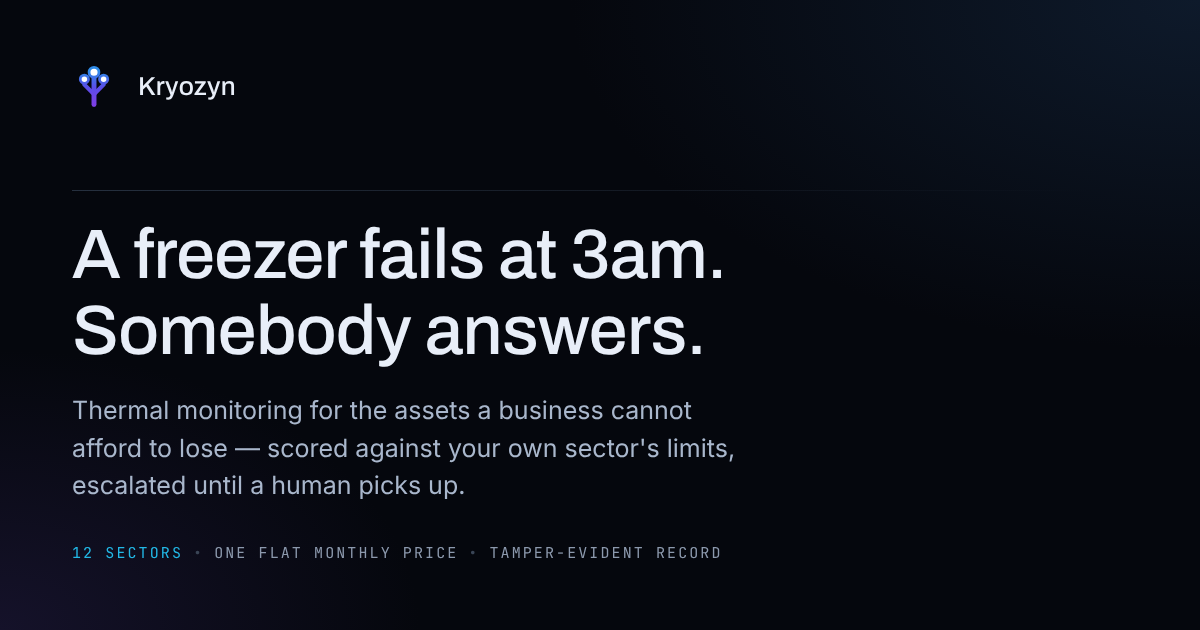 Kryozyn
A freezer fails at 3am.
Somebody answers.
Thermal monitoring for the assets a business cannot
afford to lose — scored against your own sector's limits,
escalated until a human picks up.
12 SECTORS • ONE FLAT MONTHLY PRICE • TAMPER-EVIDENT RECORD